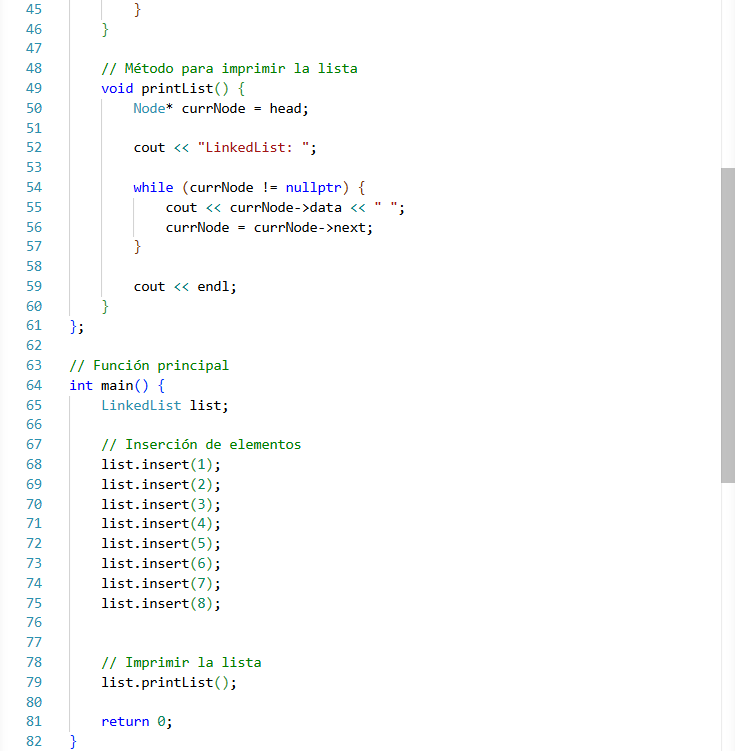 45         }
46     }
47
48     // Método para imprimir la lista
49     void printList() {
50         Node* currNode = head;
51
52         cout << "LinkedList: ";
53
54         while (currNode != nullptr) {
55             cout << currNode->data << " ";
56             currNode = currNode->next;
57         }
58
59         cout << endl;
60     }
61 };
62
63 // Función principal
64 int main() {
65     LinkedList list;
66
67     // Inserción de elementos
68     list.insert(1);
69     list.insert(2);
70     list.insert(3);
71     list.insert(4);
72     list.insert(5);
73     list.insert(6);
74     list.insert(7);
75     list.insert(8);
76
77
78     // Imprimir la lista
79     list.printList();
80
81     return 0;
82 }